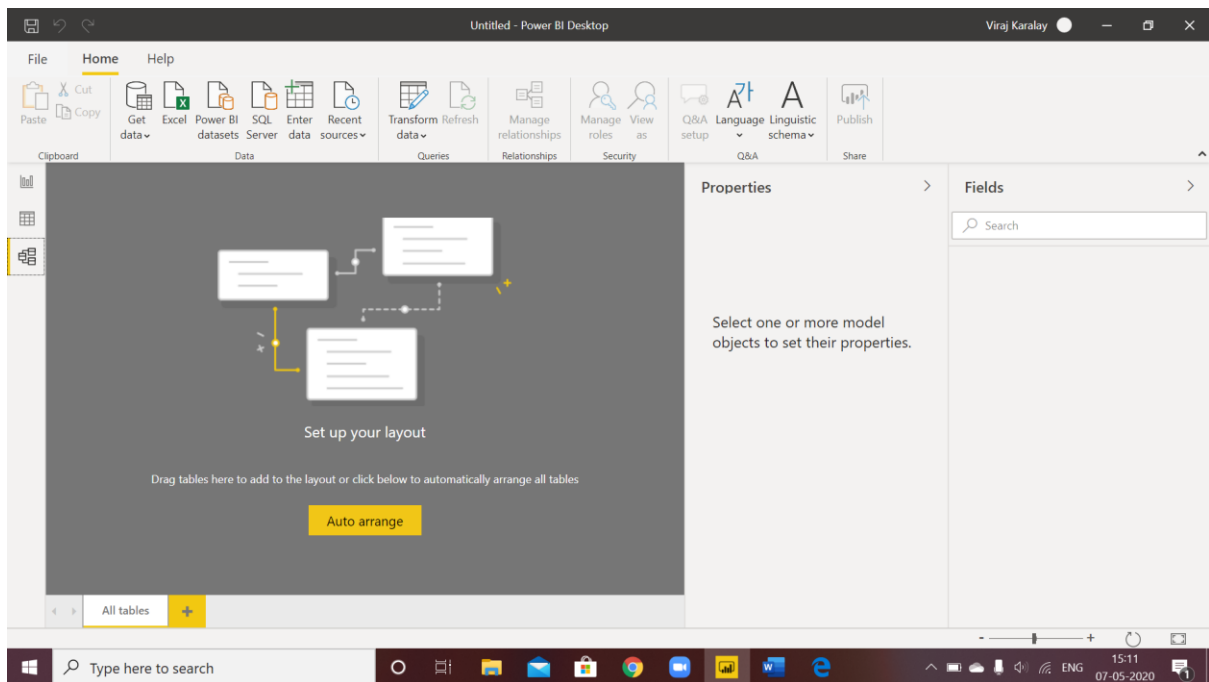 Untitled - Power BI Desktop
Viraj Karalay
File Home Help
Paste
Cut
Copy
Clipboard
Get data
Excel
Power BI datasets
SQL Server
Enter data
Recent sources
Data
Transform data
Refresh
Queries
Manage relationships
Relationships
Manage roles
View as
Security
Q&A setup
Language
Linguistic schema
Q&A
Publish
Share
Set up your layout
Drag tables here to add to the layout or click below to automatically arrange all tables
Auto arrange
All tables
Properties
Select one or more model
objects to set their properties.
Fields
Search
Type here to search
ENG
15:11
07-05-2020
1